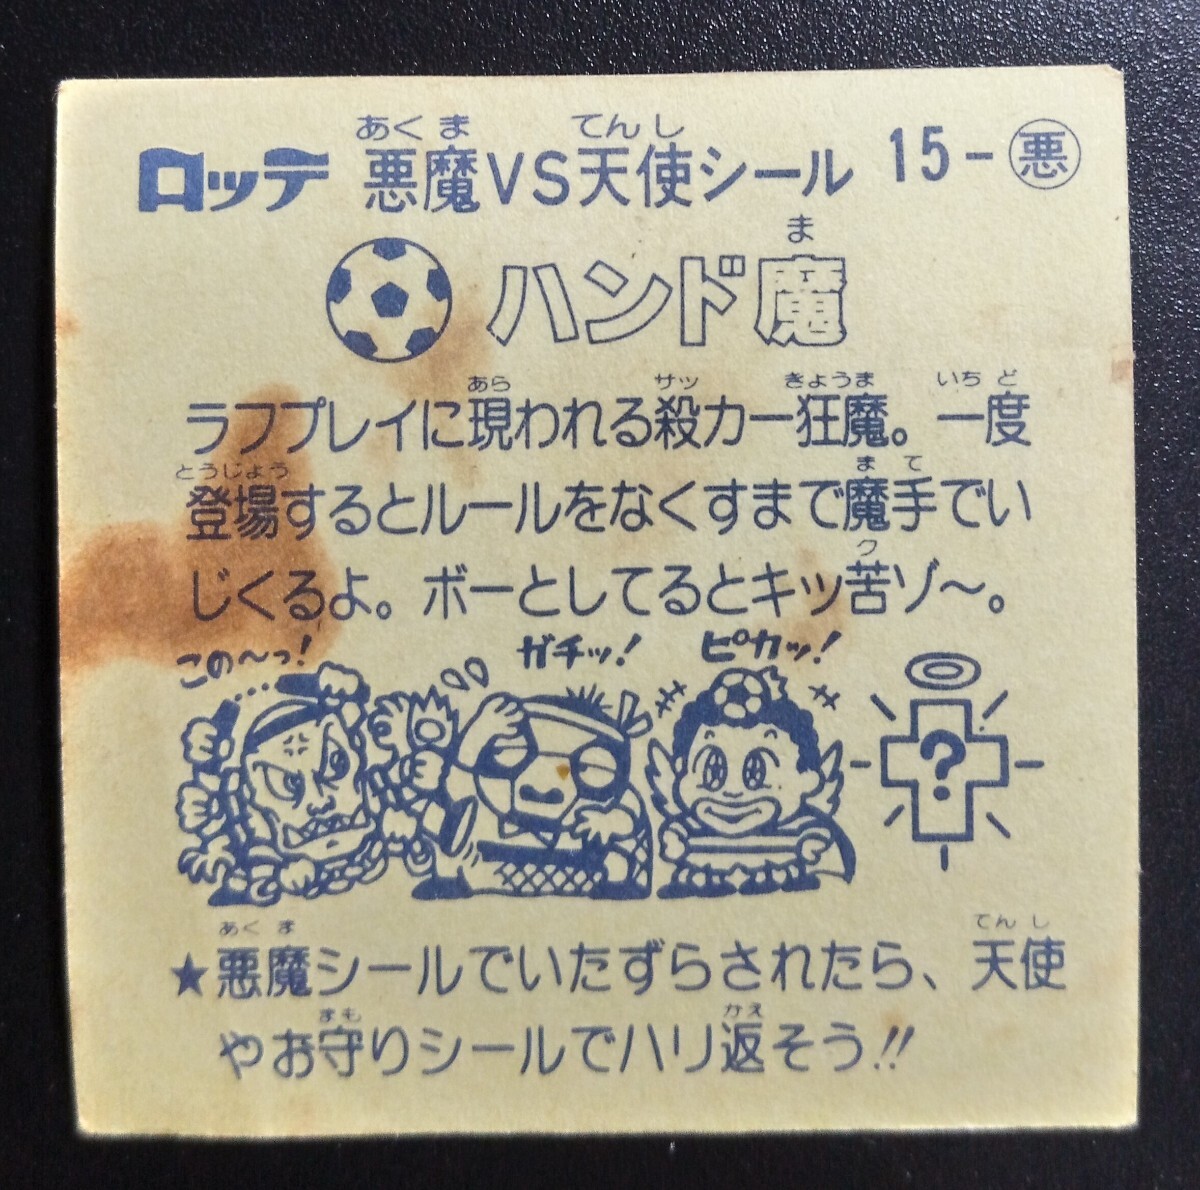 ロッテ 悪魔VS天使シール 15-悪
あくま てんし
ま
ハンド魔
あら サッ きょうま いちど
ラフプレイに現われる殺カー狂魔。一度
とうじょう まて
登場するとルールをなくすまで魔手でい
ク
じくるよ。ボーとしてるとキッ苦ゾ〜。
この〜っ! ガチッ! ピカッ!
?
あくま てんし
★悪魔シールでいたずらされたら、天使
まも かえ
やお守りシールでハリ返そう!!